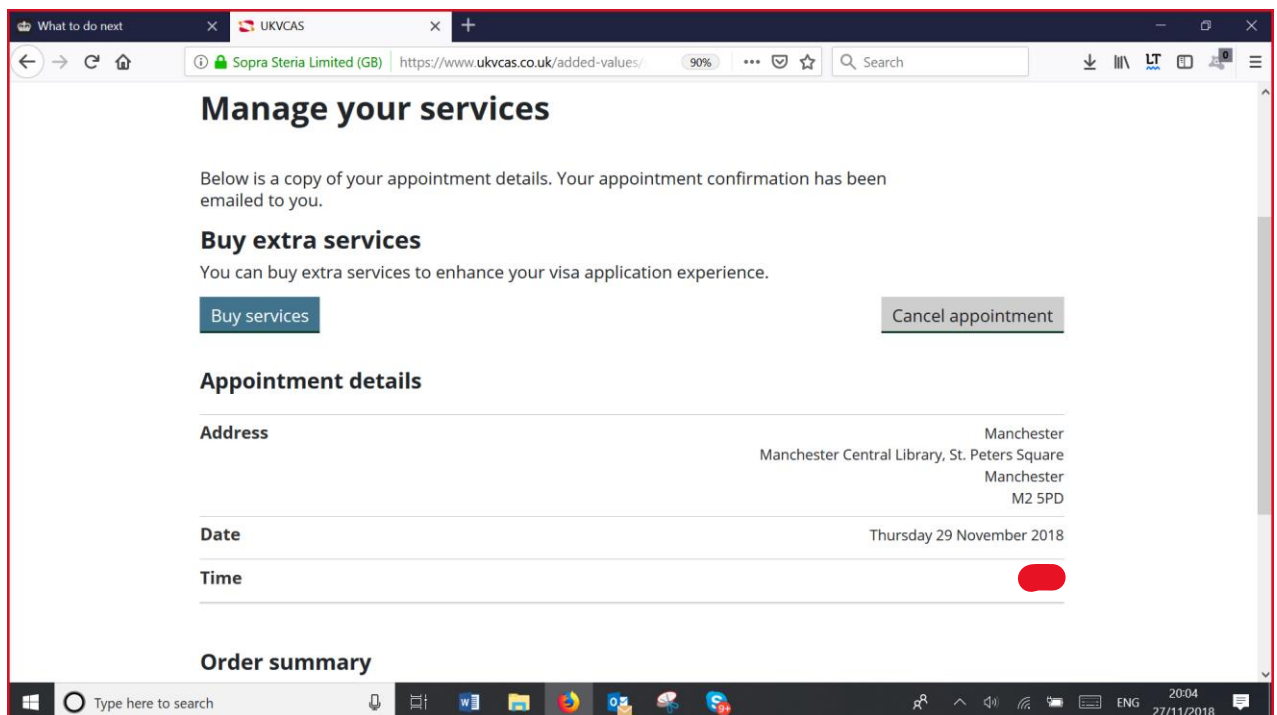 What to do next
UKVCAS
Sopra Steria Limited (GB) https://www.ukvcas.co.uk/added-values/ 90% Search
Manage your services
Below is a copy of your appointment details. Your appointment confirmation has been
emailed to you.
Buy extra services
You can buy extra services to enhance your visa application experience.
Buy services
Cancel appointment
Appointment details
Address
Manchester
Manchester Central Library, St. Peters Square
Manchester
M2 5PD
Date Thursday 29 November 2018
Time
Order summary
Type here to search
ENG
20:04
27/11/2018